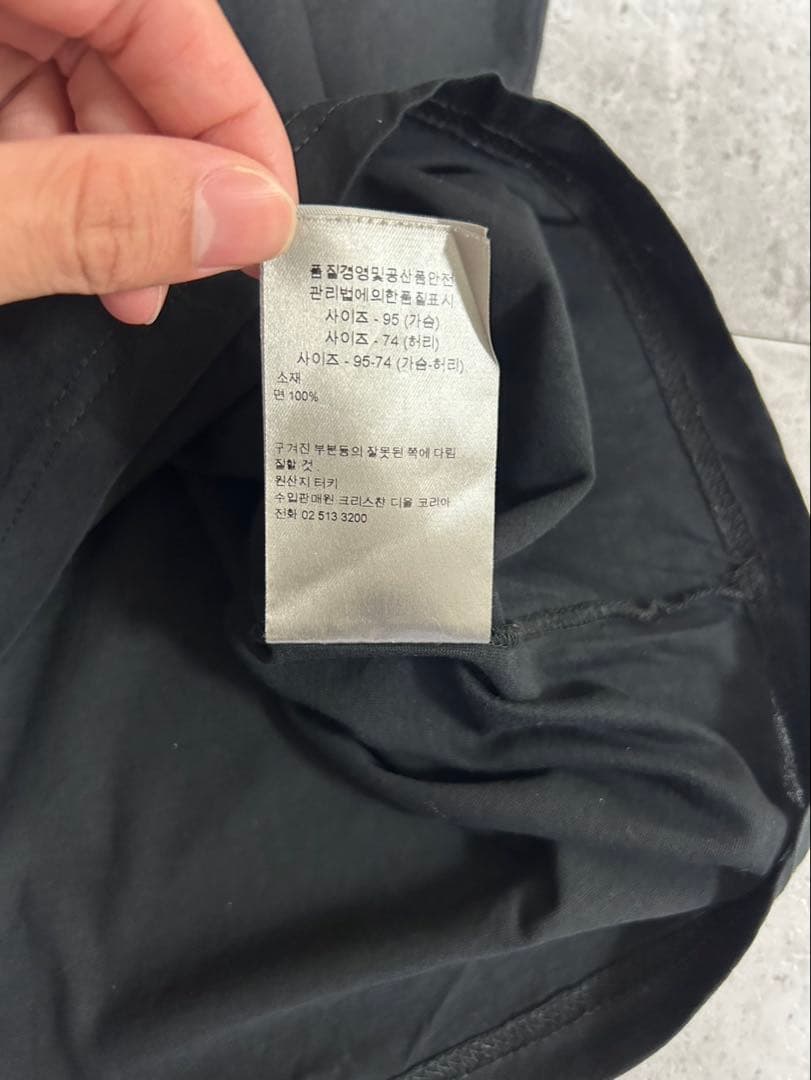 품질경영및공산품안전
관리법에의한품질표시
사이즈 - 95 (가슴)
사이즈 - 74 (허리)
사이즈 - 95-74 (가슴-허리)
소재
면 100%
구겨진 부본등의 잘못된 쪽에 다림
질할 것
원산지 터키
수입판매원 크리스챤 디올 코리아
전화 02 513 3200